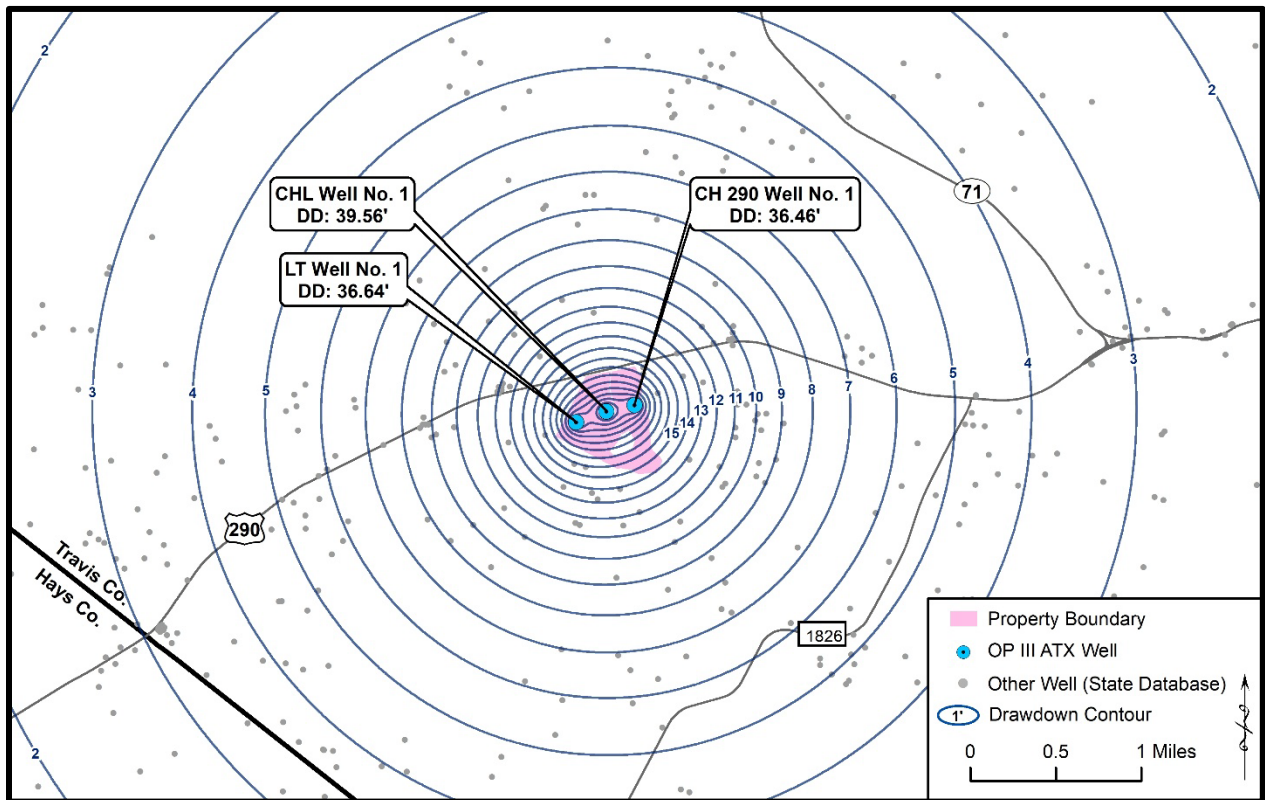 2
2
CHL Well No. 1
DD: 39.56'
CH 290 Well No. 1
DD: 36.46'
71
LT Well No. 1
DD: 36.64'
3
3
4
5
15
14
13
12
11
10
9
8
7
6
5
4
290
Travis Co.
Hays Co.
1826
2
Property Boundary
OP III ATX Well
Other Well (State Database)
1' Drawdown Contour
0 0.5 1 Miles